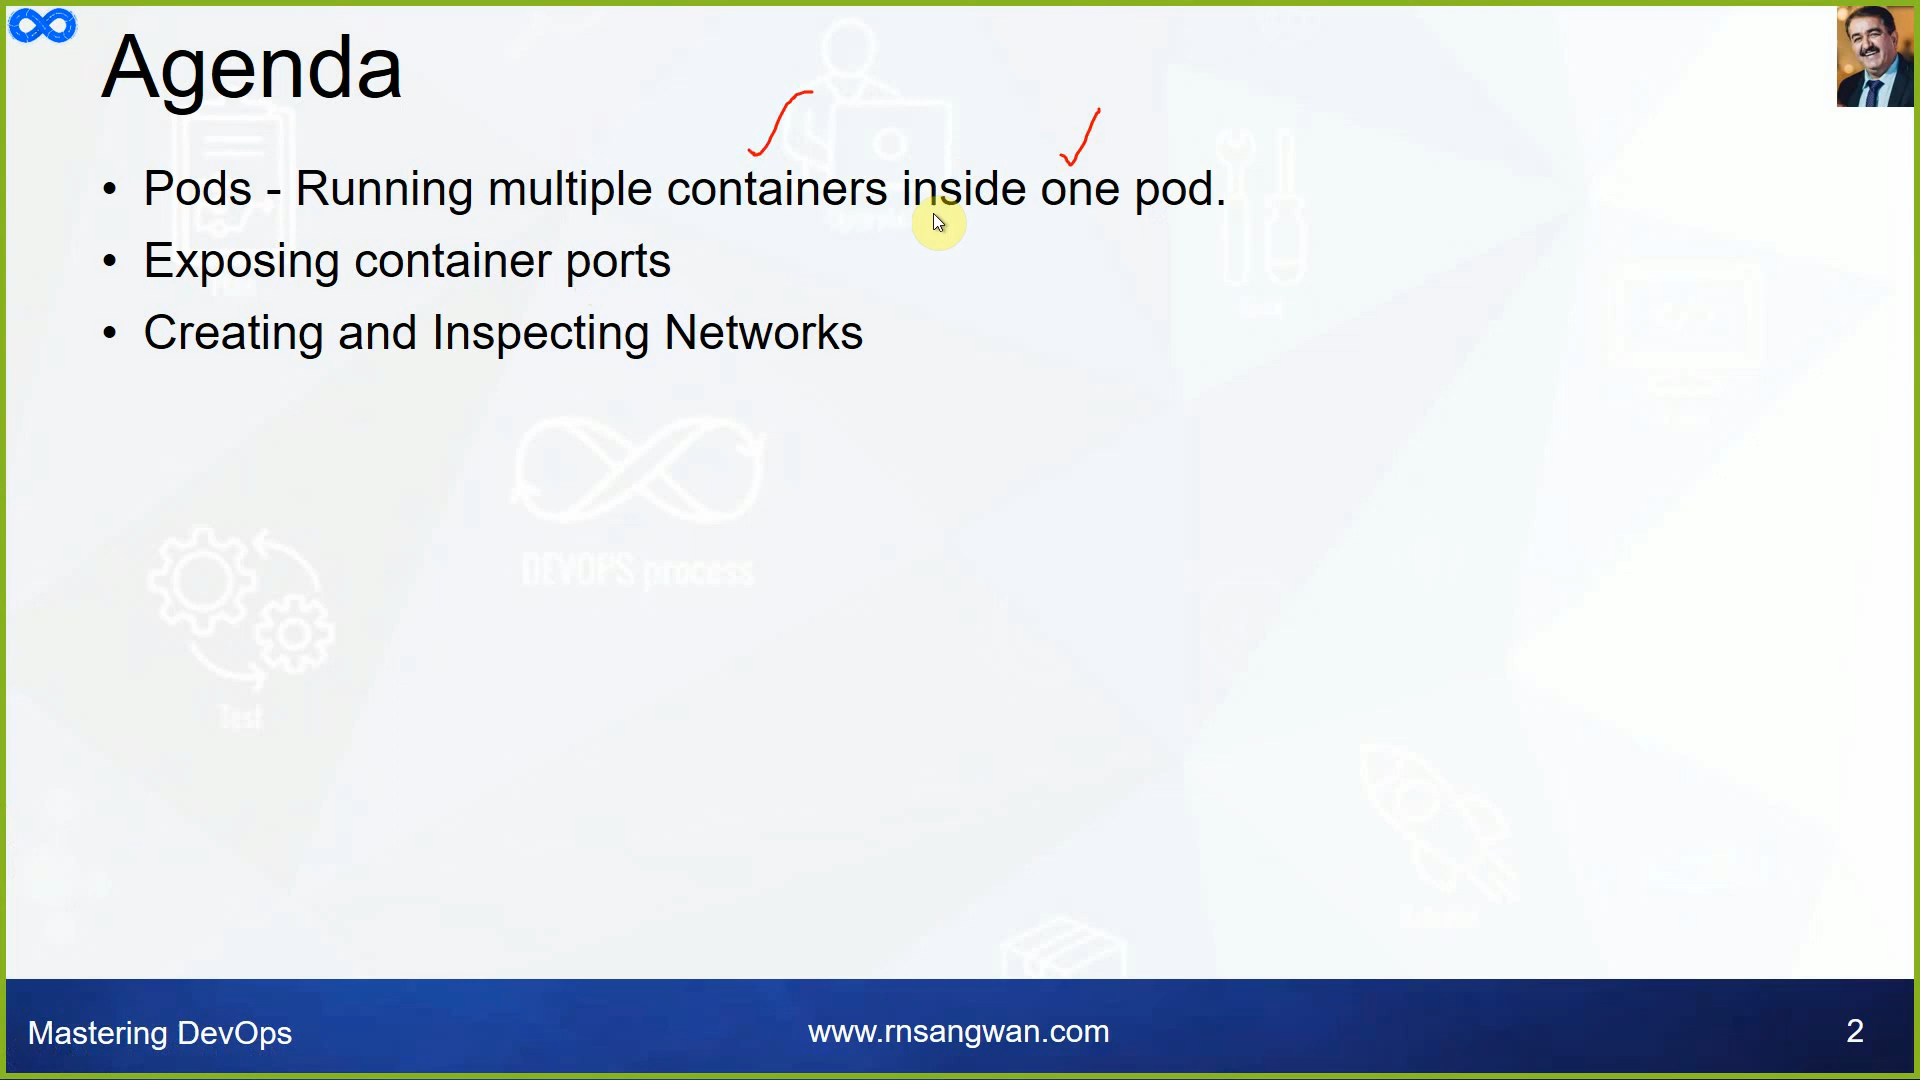 Agenda
• Pods - Running multiple containers inside one pod.
• Exposing container ports
• Creating and Inspecting Networks
DEVOPS process
Test
Mastering DevOps
www.rnsangwan.com
2